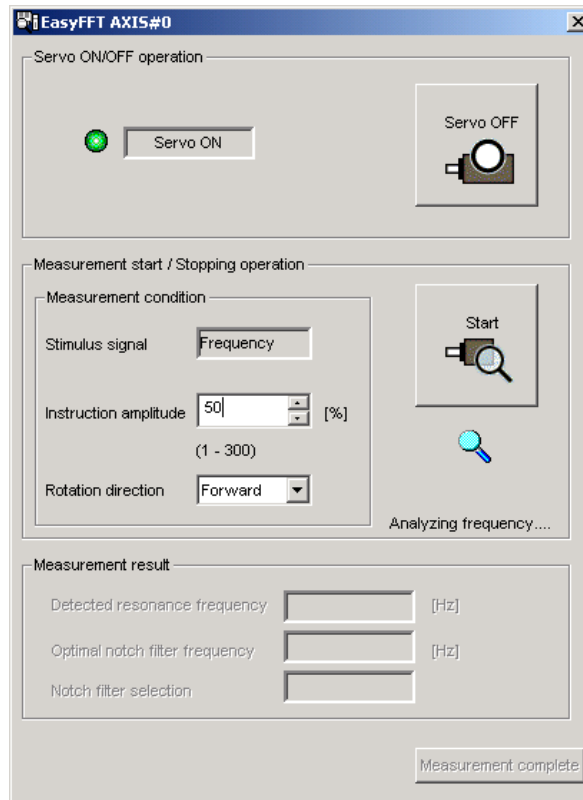 EasyFFT AXIS#0
Servo ON/OFF operation
Servo ON
Servo OFF
Measurement start / Stopping operation
Measurement condition
Stimulus signal Frequency
Start
Instruction amplitude 50 [%]
(1 - 300)
Rotation direction Forward
Analyzing frequency....
Measurement result
Detected resonance frequency [Hz]
Optimal notch filter frequency [Hz]
Notch filter selection
Measurement complete